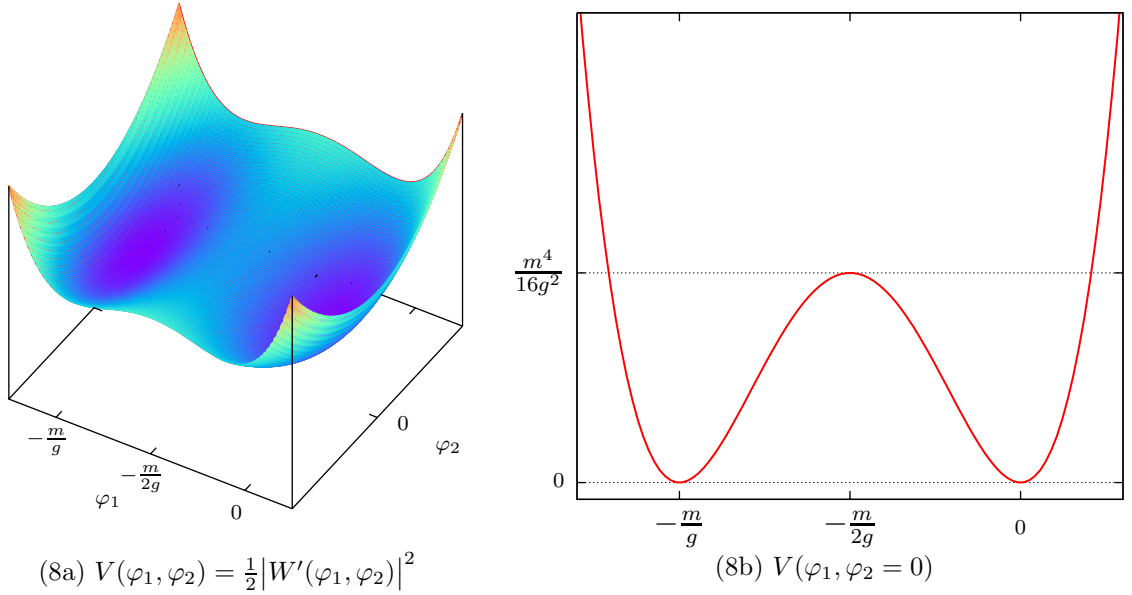 −m/g
−m/2g
0
φ₁
0
φ₂
(8a) V(φ₁, φ₂) = ½|W′(φ₁, φ₂)|²
m⁴/16g²
0
−m/g
−m/2g
0
(8b) V(φ₁, φ₂ = 0)